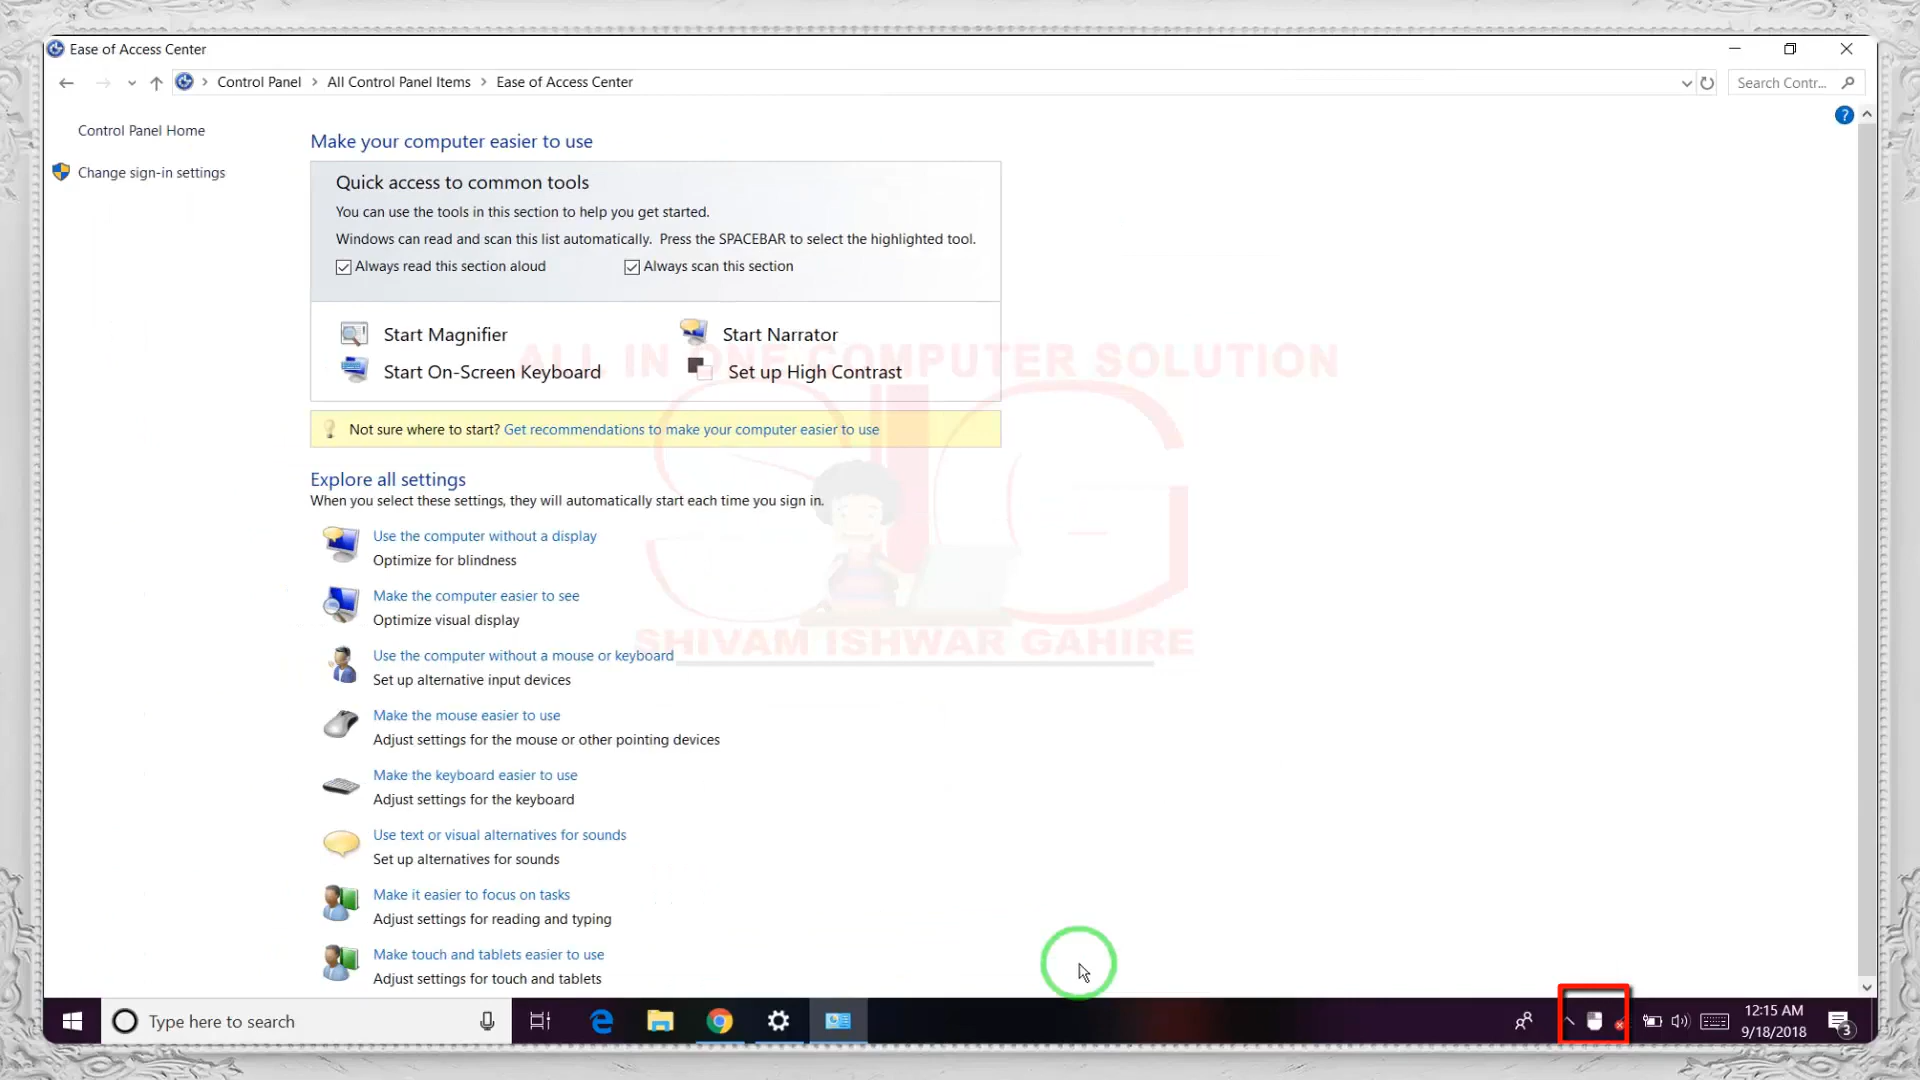 Ease of Access Center
Control Panel > All Control Panel Items > Ease of Access Center
Search Contr...
Control Panel Home
Change sign-in settings
Make your computer easier to use
Quick access to common tools
You can use the tools in this section to help you get started.
Windows can read and scan this list automatically. Press the SPACEBAR to select the highlighted tool.
Always read this section aloud
Always scan this section
Start Magnifier
Start Narrator
ALL IN ONE COMPUTER SOLUTION
Start On-Screen Keyboard
Set up High Contrast
SIG
Not sure where to start? Get recommendations to make your computer easier to use
Explore all settings
When you select these settings, they will automatically start each time you sign in.
Use the computer without a display
Optimize for blindness
Make the computer easier to see
Optimize visual display
SHIVAM ISHWAR GAHIRE
Use the computer without a mouse or keyboard
Set up alternative input devices
Make the mouse easier to use
Adjust settings for the mouse or other pointing devices
Make the keyboard easier to use
Adjust settings for the keyboard
Use text or visual alternatives for sounds
Set up alternatives for sounds
Make it easier to focus on tasks
Adjust settings for reading and typing
Make touch and tablets easier to use
Adjust settings for touch and tablets
Type here to search
12:15 AM
9/18/2018
3